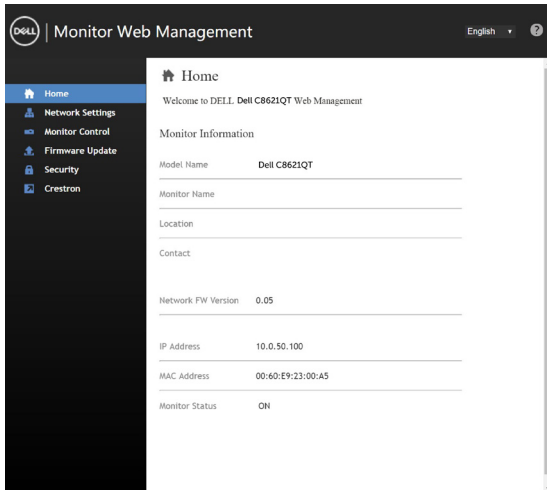 DELL | Monitor Web Management
English ▼ ?
Home
Network Settings
Monitor Control
Firmware Update
Security
Crestron
Home
Welcome to DELL Dell C8621QT Web Management
Monitor Information
Model Name Dell C8621QT
Monitor Name
Location
Contact
Network FW Version 0.05
IP Address 10.0.50.100
MAC Address 00:60:E9:23:00:A5
Monitor Status ON